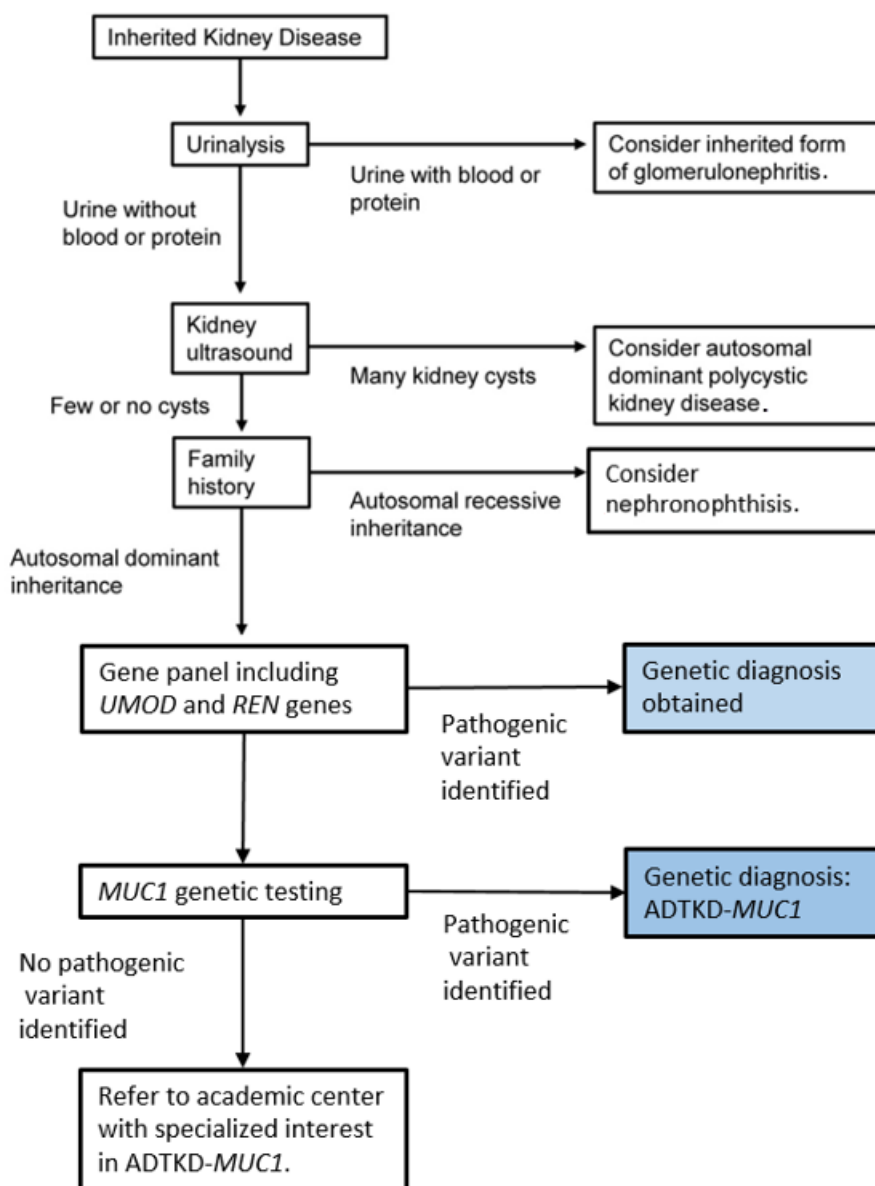 Inherited Kidney Disease
Urinalysis
Urine with blood or
protein
Consider inherited form
of glomerulonephritis.
Urine without
blood or protein
Kidney
ultrasound
Many kidney cysts
Consider autosomal
dominant polycystic
kidney disease.
Few or no cysts
Family
history
Autosomal recessive
inheritance
Consider
nephronophthisis.
Autosomal dominant
inheritance
Gene panel including
UMOD and REN genes
Pathogenic
variant
identified
Genetic diagnosis
obtained
MUC1 genetic testing
Pathogenic
variant
identified
Genetic diagnosis:
ADTKD-MUC1
No pathogenic
variant
identified
Refer to academic center
with specialized interest
in ADTKD-MUC1.